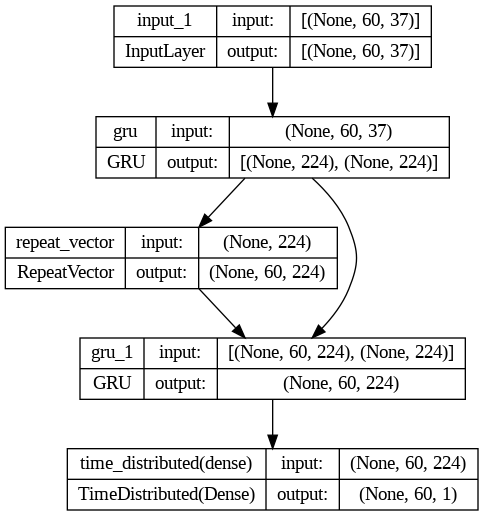 input_1 input: [(None, 60, 37)]
InputLayer output: [(None, 60, 37)]
gru input: (None, 60, 37)
GRU output: [(None, 224), (None, 224)]
repeat_vector input: (None, 224)
RepeatVector output: (None, 60, 224)
gru_1 input: [(None, 60, 224), (None, 224)]
GRU output: (None, 60, 224)
time_distributed(dense) input: (None, 60, 224)
TimeDistributed(Dense) output: (None, 60, 1)